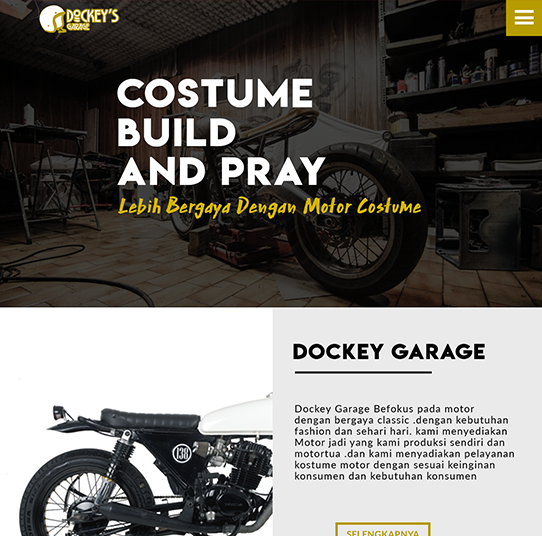 DOCKEY'S
GARAGE
COSTUME
BUILD
AND PRAY
Lebih Bergaya Dengan Motor Costume
DOCKEY GARAGE
Dockey Garage Befokus pada motor
dengan bergaya classic .dengan kebutuhan
fashion dan sehari hari. kami menyediakan
Motor jadi yang kami produksi sendiri dan
motortua .dan kami menyadiakan pelayanan
kostume motor dengan sesuai keinginan
konsumen dan kebutuhan konsumen
138
SELENGKAPNYA